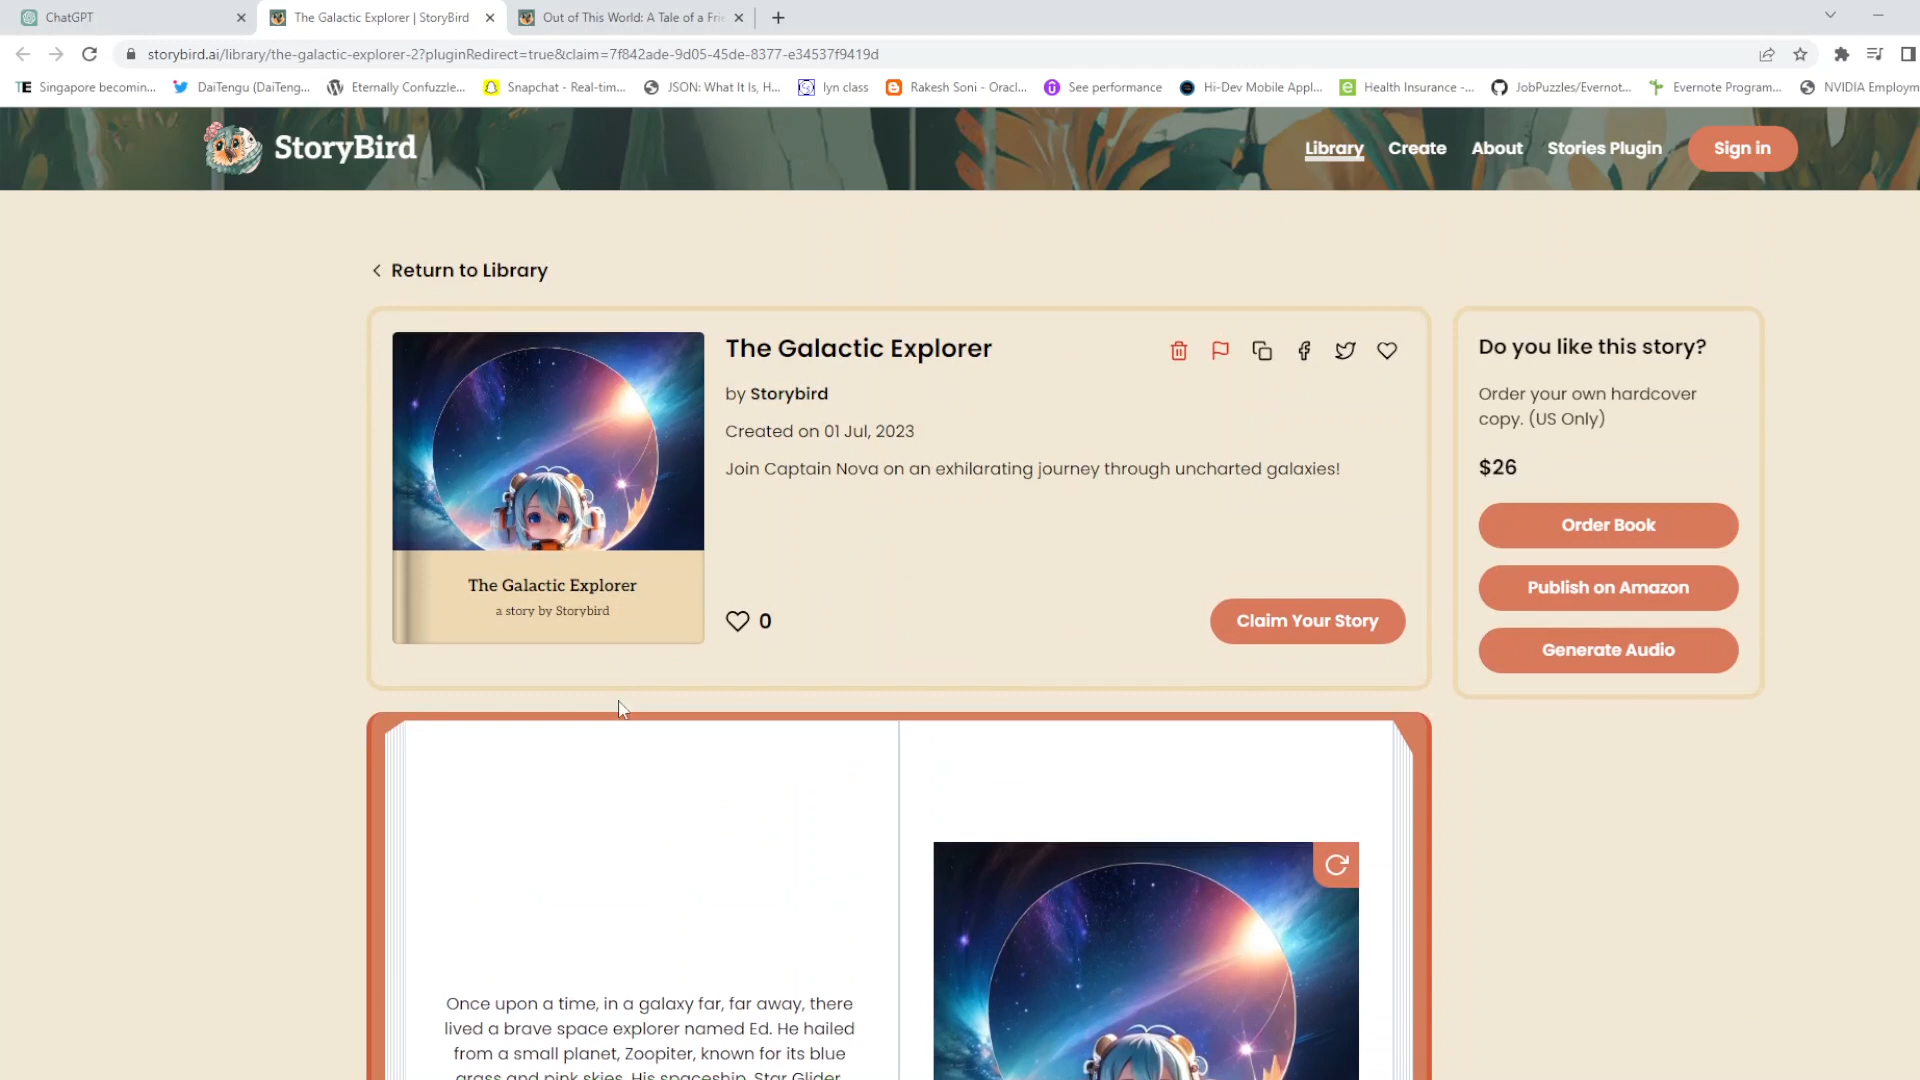 ChatGPT
The Galactic Explorer | StoryBird
Out of This World: A Tale of a Frie
storybird.ai/library/the-galactic-explorer-2?pluginRedirect=true&claim=7f842ade-9d05-45de-8377-e34537f9419d
TE Singapore becomin...
DaiTengu (DaiTeng...
Eternally Confuzzle...
Snapchat - Real-tim...
JSON: What It Is, H...
lyn class
Rakesh Soni - Oracl...
See performance
Hi-Dev Mobile Appl...
Health Insurance -...
JobPuzzles/Evernot...
Evernote Program...
NVIDIA Employm
StoryBird
Library
Create
About
Stories Plugin
Sign in
Return to Library
The Galactic Explorer
by Storybird
Created on 01 Jul, 2023
Join Captain Nova on an exhilarating journey through uncharted galaxies!
The Galactic Explorer
a story by Storybird
0
Claim Your Story
Do you like this story?
Order your own hardcover
copy. (US Only)
$26
Order Book
Publish on Amazon
Generate Audio
Once upon a time, in a galaxy far, far away, there
lived a brave space explorer named Ed. He hailed
from a small planet, Zoopiter, known for its blue
grass and pink skies. His spaceship, Star Glider,